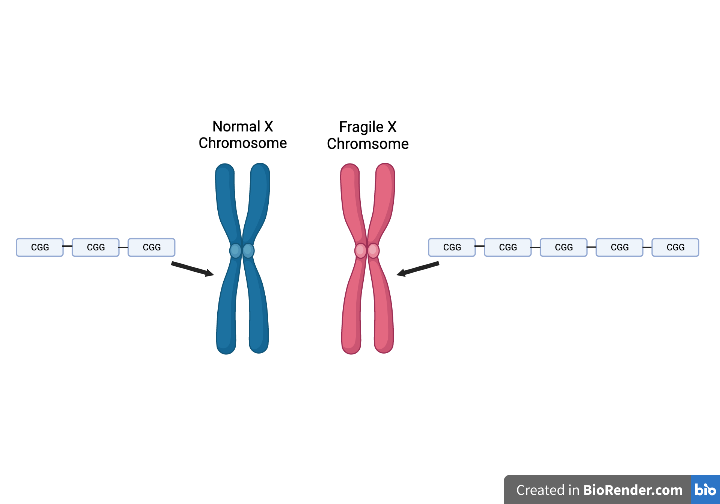 Normal X
Chromosome
Fragile X
Chromsome
CGG CGG CGG
CGG CGG CGG CGG CGG
Created in BioRender.com bio